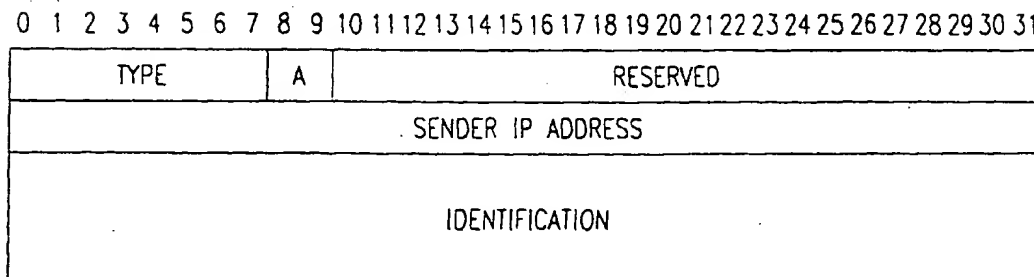 0 1 2 3 4 5 6 7 8 9 10 11 12 13 14 15 16 17 18 19 20 21 22 23 24 25 26 27 28 29 30 31
TYPE A RESERVED
SENDER IP ADDRESS
IDENTIFICATION